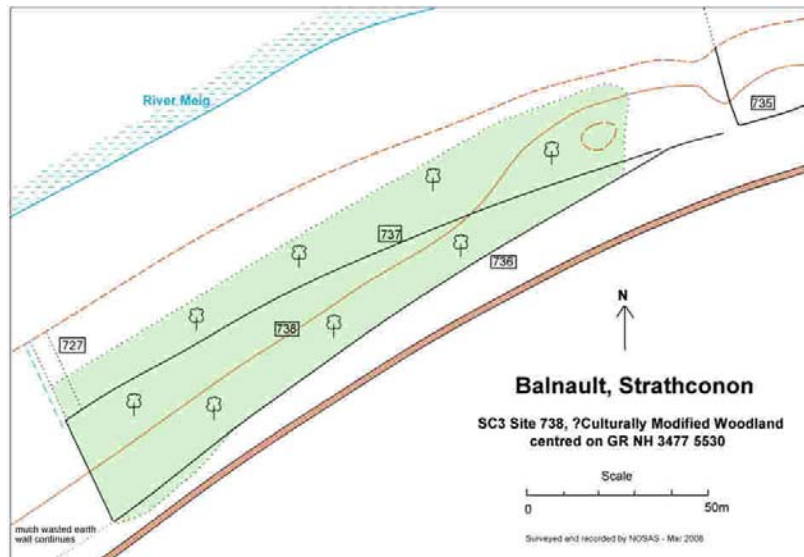 River Meig
735
737
736
738
727
N
Balnault, Strathconon
SC3 Site 738, ?Culturally Modified Woodland
centred on GR NH 3477 5530
Scale
0 50m
much wasted earth
wall continues
Surveyed and recorded by NOSAS - Mar 2008